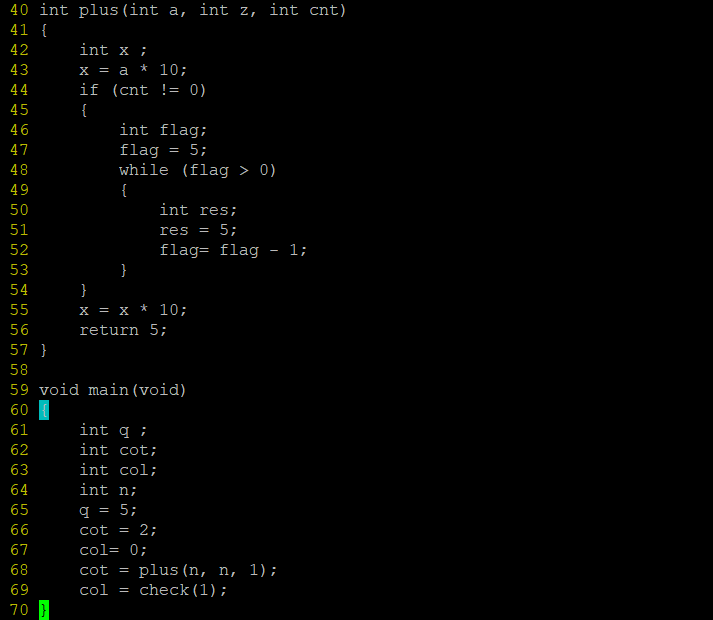 40 int plus(int a, int z, int cnt)
41 {
42     int x ;
43     x = a * 10;
44     if (cnt != 0)
45     {
46         int flag;
47         flag = 5;
48         while (flag > 0)
49         {
50             int res;
51             res = 5;
52             flag= flag - 1;
53         }
54     }
55     x = x * 10;
56     return 5;
57 }
58
59 void main(void)
60 {
61     int q ;
62     int cot;
63     int col;
64     int n;
65     q = 5;
66     cot = 2;
67     col= 0;
68     cot = plus(n, n, 1);
69     col = check(1);
70 }